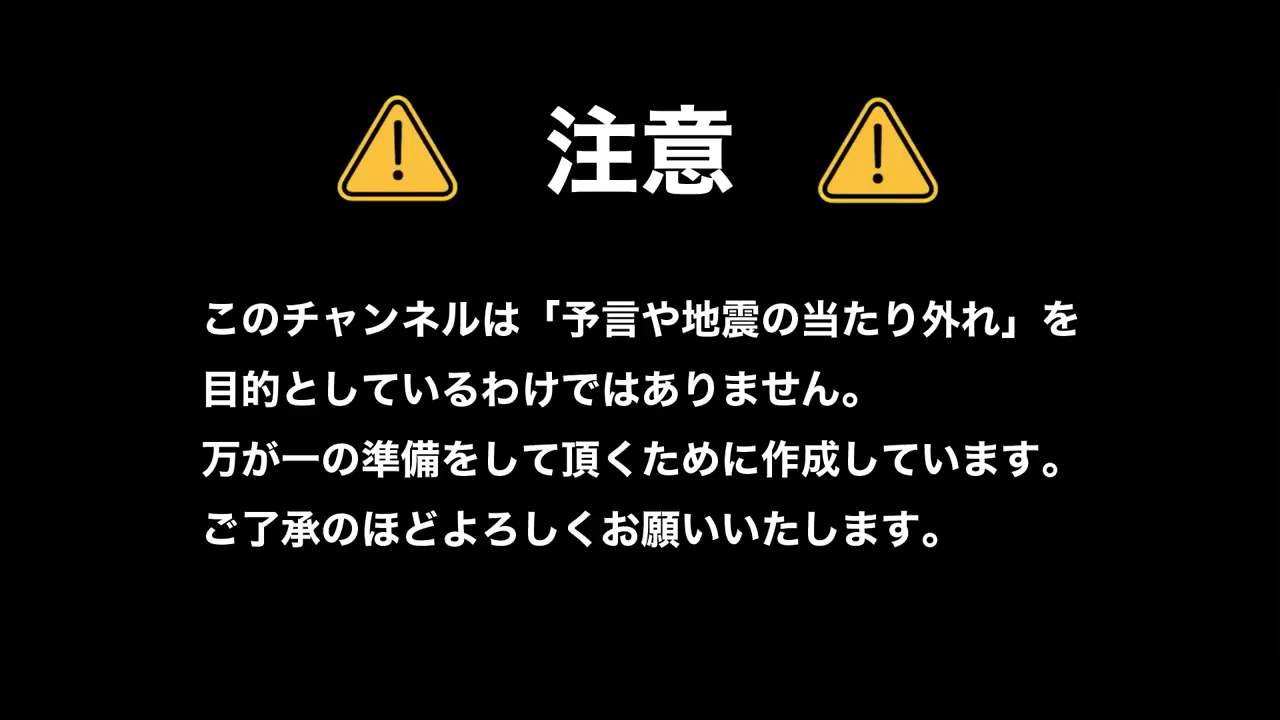 注意
このチャンネルは「予言や地震の当たり外れ」を
目的としているわけではありません。
万が一の準備をして頂くために作成しています。
ご了承のほどよろしくお願いいたします。